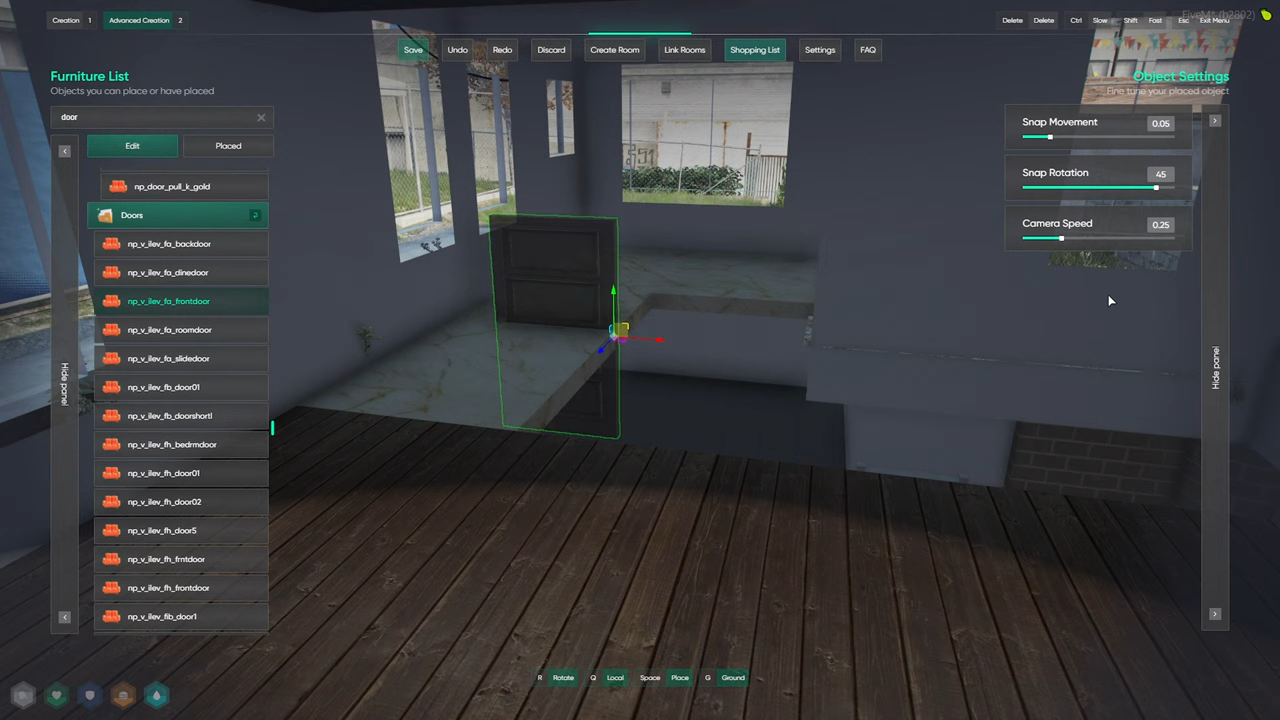 Creation 1 Advanced Creation 2
Delete Delete Ctrl Slow Shift Fast Esc Exit Menu
FiveM* (b2802)
Save Undo Redo Discard Create Room Link Rooms Shopping List Settings FAQ
Furniture List
Objects you can place or have placed
door
Edit Placed
np_door_pull_k_gold
Doors
np_v_ilev_fa_backdoor
np_v_ilev_fa_dinedoor
np_v_ilev_fa_frontdoor
np_v_ilev_fa_roomdoor
np_v_ilev_fa_slidedoor
np_v_ilev_fb_door01
np_v_ilev_fb_doorshortl
np_v_ilev_fh_bedrmdoor
np_v_ilev_fh_door01
np_v_ilev_fh_door02
np_v_ilev_fh_door5
np_v_ilev_fh_frntdoor
np_v_ilev_fh_frontdoor
np_v_ilev_fib_door1
Hide panel
Object Settings
Fine tune your placed object
Snap Movement 0.05
Snap Rotation 45
Camera Speed 0.25
Hide panel
R Rotate Q Local Space Place G Ground